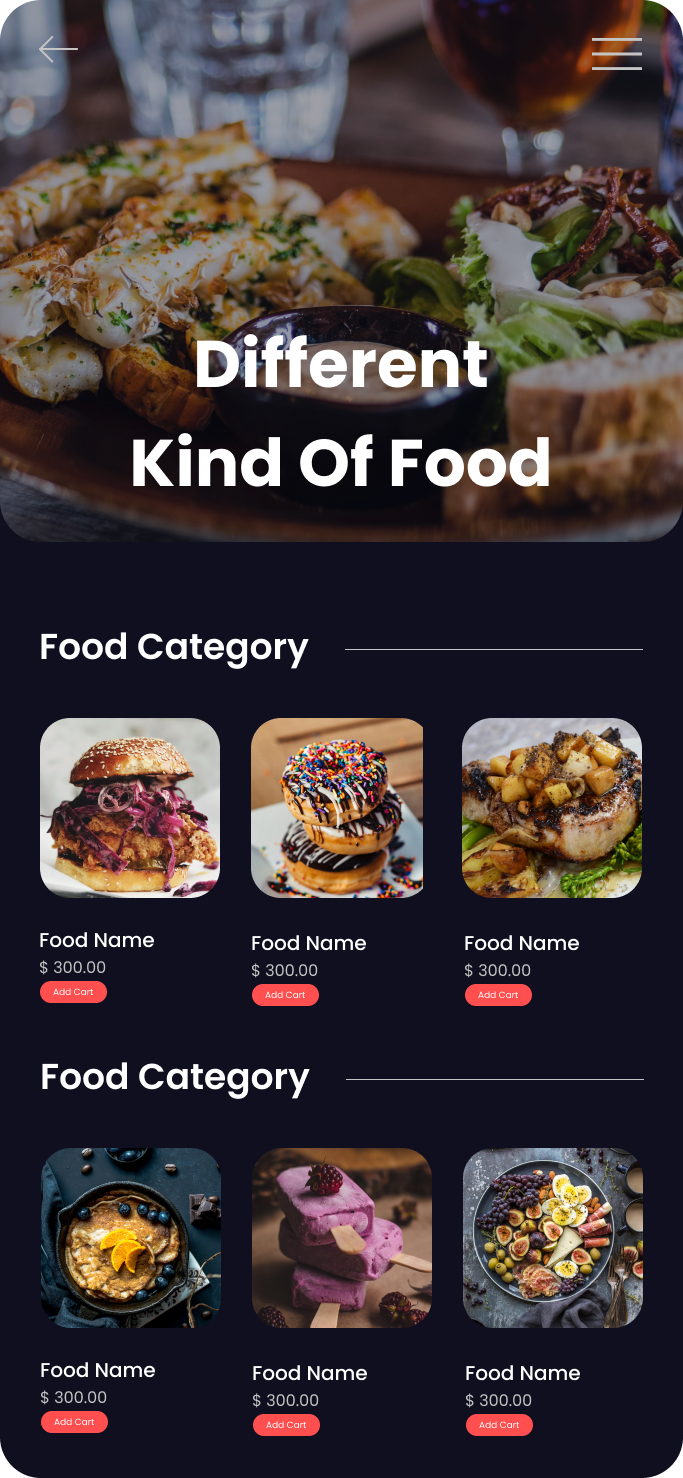 Different
Kind Of Food
Food Category
Food Name
$ 300.00
Add Cart
Food Name
$ 300.00
Add Cart
Food Name
$ 300.00
Add Cart
Food Category
Food Name
$ 300.00
Add Cart
Food Name
$ 300.00
Add Cart
Food Name
$ 300.00
Add Cart